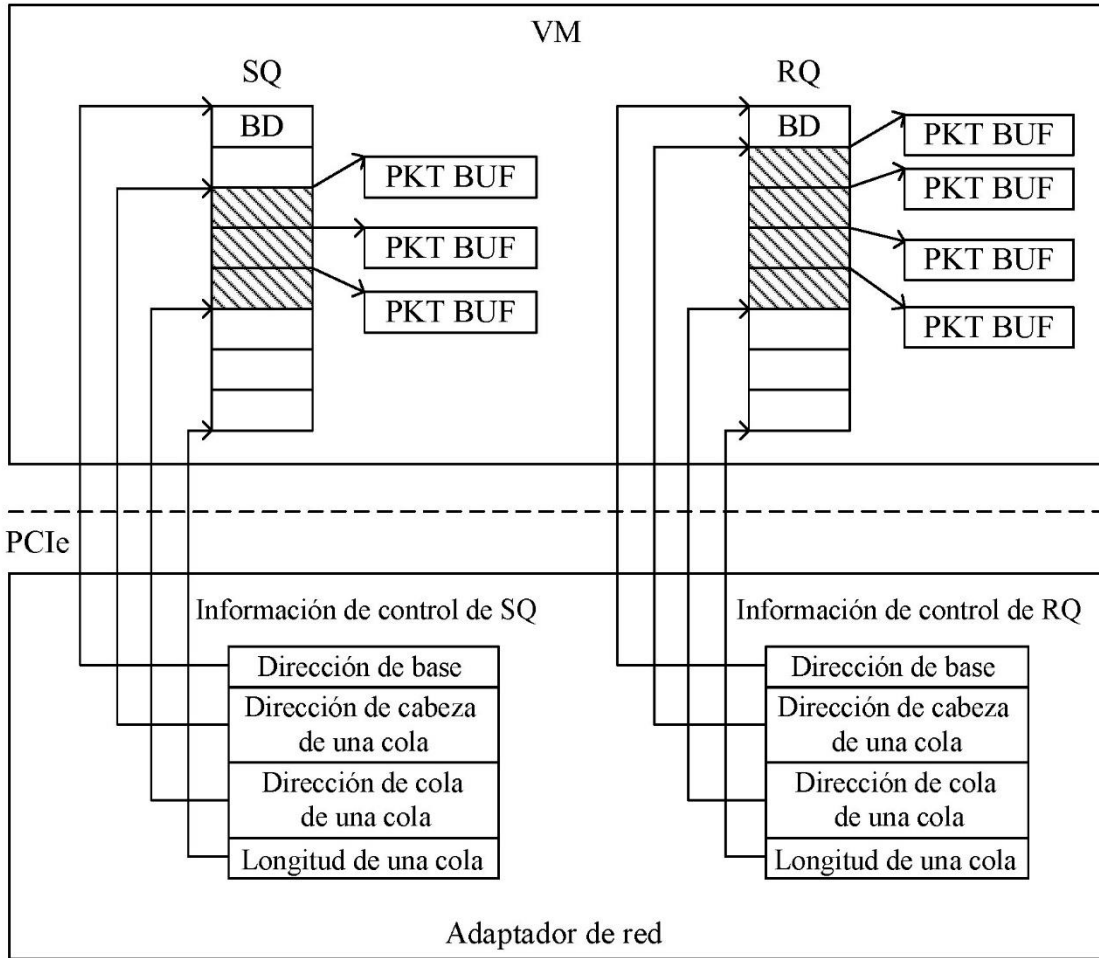 VM
SQ
RQ
BD
BD
PKT BUF
PKT BUF
PKT BUF
PKT BUF
PKT BUF
PKT BUF
PKT BUF
PCIe
Información de control de SQ
Dirección de base
Dirección de cabeza
de una cola
Dirección de cola
de una cola
Longitud de una cola
Información de control de RQ
Dirección de base
Dirección de cabeza
de una cola
Dirección de cola
de una cola
Longitud de una cola
Adaptador de red